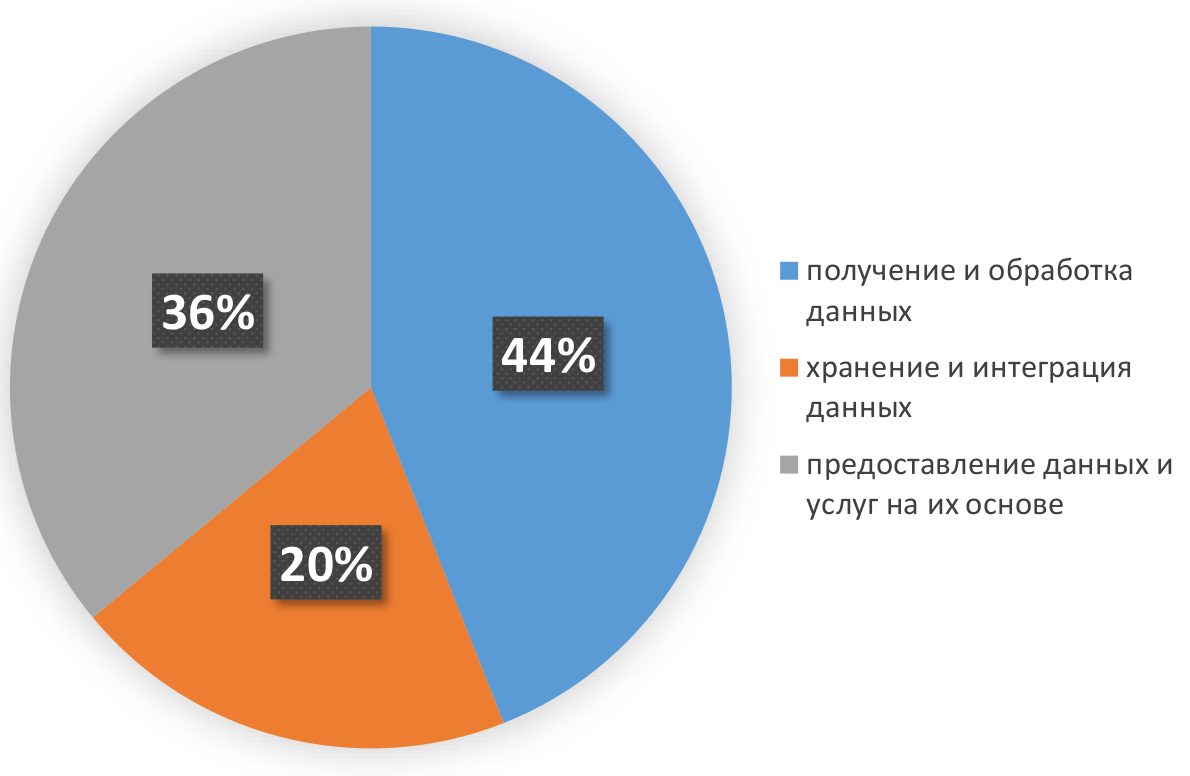 36%
44%
20%
получение и обработка
данных
хранение и интеграция
данных
предоставление данных и
услуг на их основе